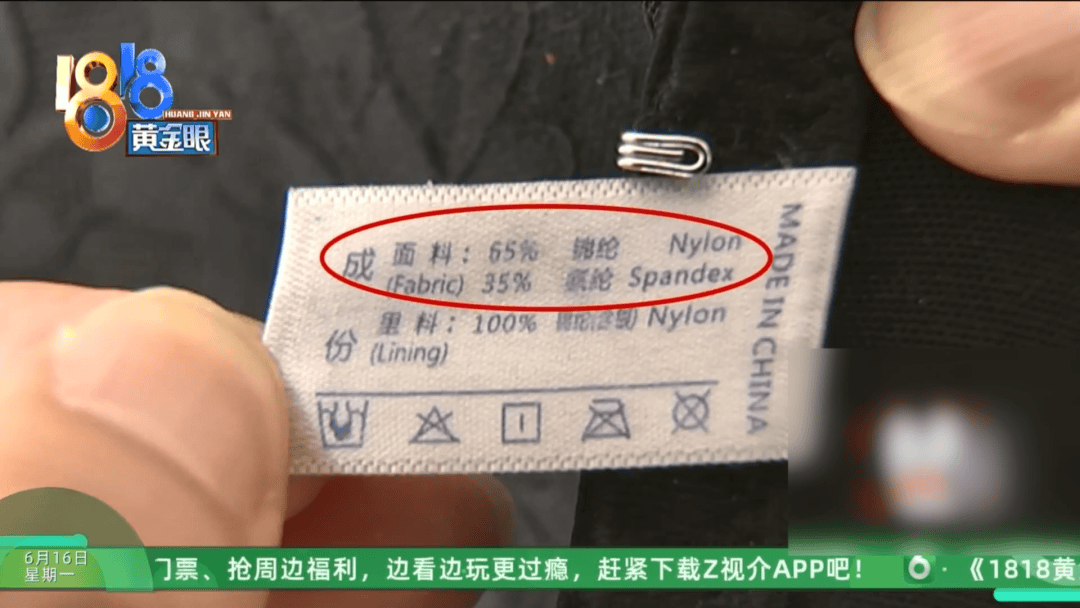 1818
HUANG JIN YAN
黄金眼
成 面 料： 65% 锦纶 Nylon
(Fabric) 35% 氨纶 Spandex
份 里 料： 100% Nylon
(Lining)
MADE IN CHINA
6月16日
星期一
门票、抢周边福利，边看边玩更过瘾，赶紧下载Z视介APP吧！
《1818黄